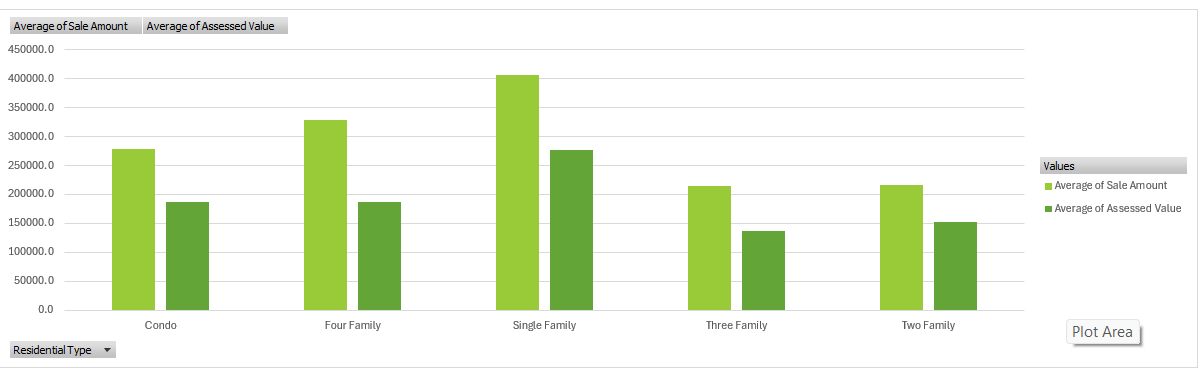 Average of Sale Amount Average of Assessed Value
450000.0
400000.0
350000.0
300000.0
250000.0
200000.0
150000.0
100000.0
50000.0
0.0
Condo Four Family Single Family Three Family Two Family
Values
Average of Sale Amount
Average of Assessed Value
Plot Area
Residential Type